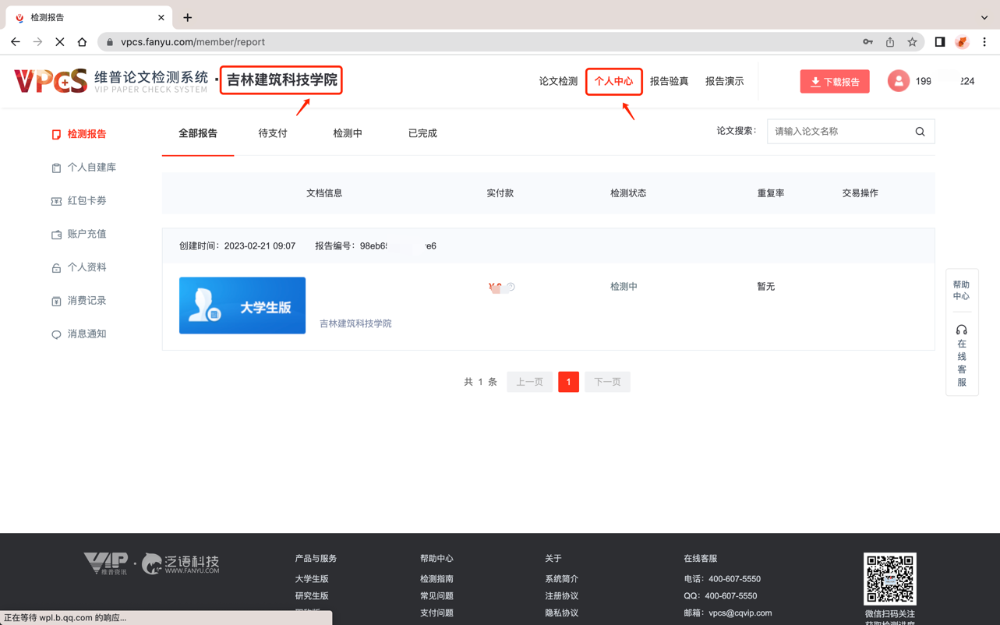 检测报告
vpcs.fanyu.com/member/report
VPCS 维普论文检测系统 · 吉林建筑科技学院
VIP PAPER CHECK SYSTEM
论文检测 个人中心 报告验真 报告演示 下载报告 199 224
检测报告
个人自建库
红包卡券
账户充值
个人资料
消费记录
消息通知
全部报告 待支付 检测中 已完成
论文搜索： 请输入论文名称
文档信息 实付款 检测状态 重复率 交易操作
创建时间：2023-02-21 09:07 报告编号：98eb65 e6
大学生版
吉林建筑科技学院
检测中 暂无
共 1 条 上一页 1 下一页
帮助
中心
在
线
客
服
VIP 维普资讯 · 泛语科技
WWW.FANYU.COM
产品与服务
大学生版
研究生版
帮助中心
检测指南
常见问题
支付问题
关于
系统简介
注册协议
隐私协议
在线客服
电话：400-607-5550
QQ：400-607-5550
邮箱：vpcs@cqvip.com
微信扫码关注
获取检测进度
正在等待 wpl.b.qq.com 的响应...